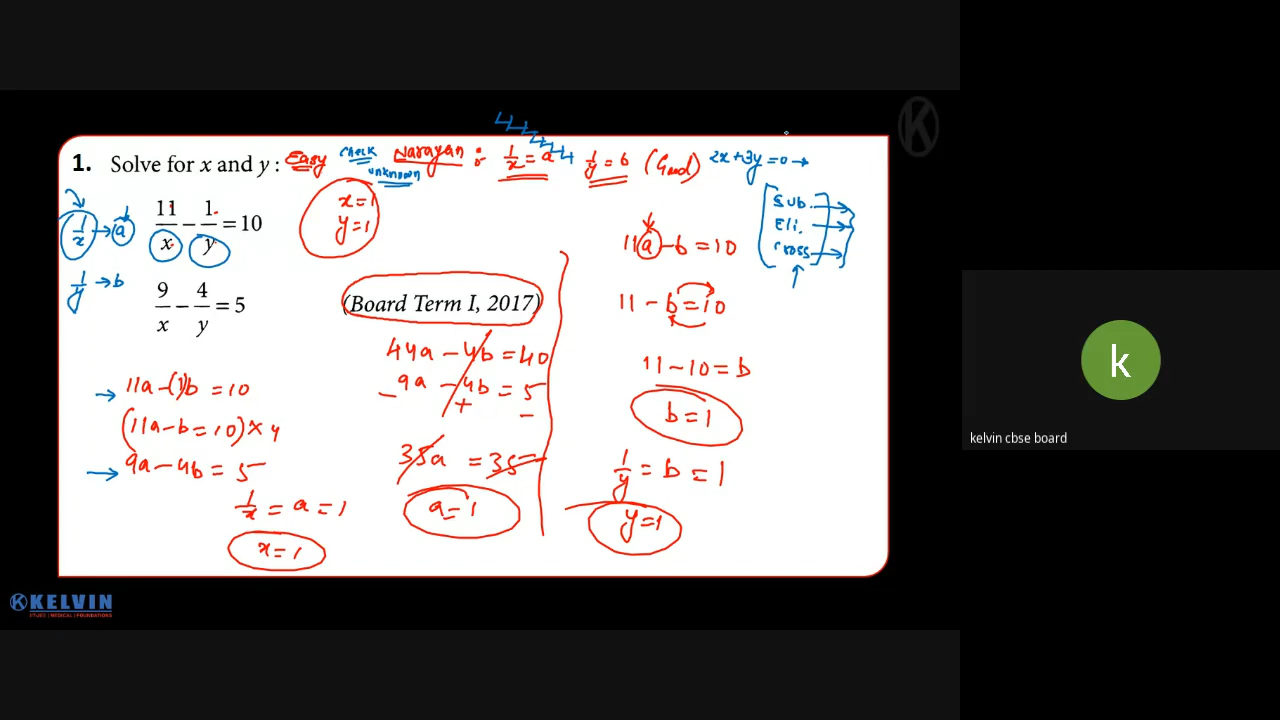 1. Solve for x and y : Easy check unknown Narayan : 1/x = a 1/y = b (Good) 2x+3y=0 →
1/x → a
11/x − 1/y = 10
x=1
y=1
1/y → b
9/x − 4/y = 5
(Board Term I, 2017)
Sub.
Eli.
Cross
→ 11a-(1)b = 10
(11a-b=10)×4
→ 9a-4b = 5
1/x = a = 1
x=1
44a - 4b = 40
- 9a - 4b = 5
+ -
35a = 35
a=1
11a-b=10
11-b=10
11-10=b
b=1
1/y = b = 1
y=1
K
KELVIN
k
kelvin cbse board